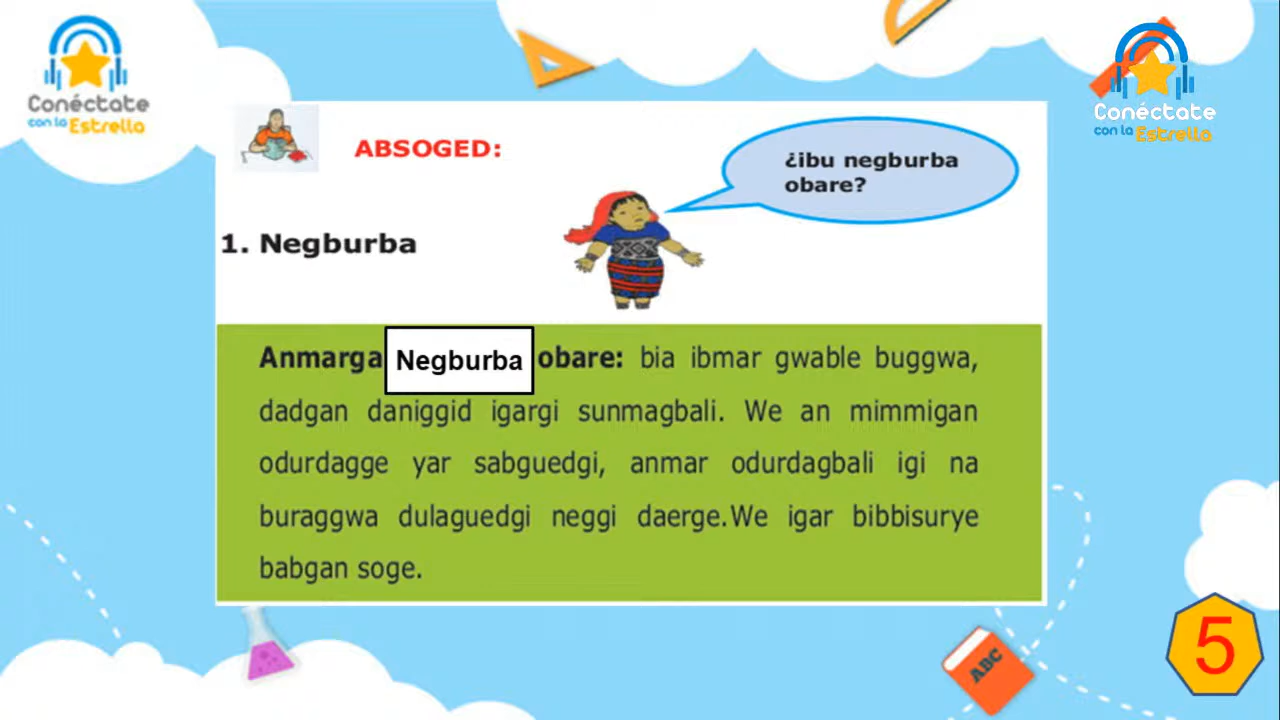 Conéctate
con la Estrella
Conéctate
con la Estrella
ABSOGED:
¿ibu negburba
obare?
1. Negburba
Anmarga Negburba obare: bia ibmar gwable buggwa,
dadgan daniggid igargi sunmagbali. We an mimmigan
odurdagge yar sabguedgi, anmar odurdagbali igi na
buraggwa dulaguedgi neggi daerge.We igar bibbisurye
babgan soge.
ABC
5